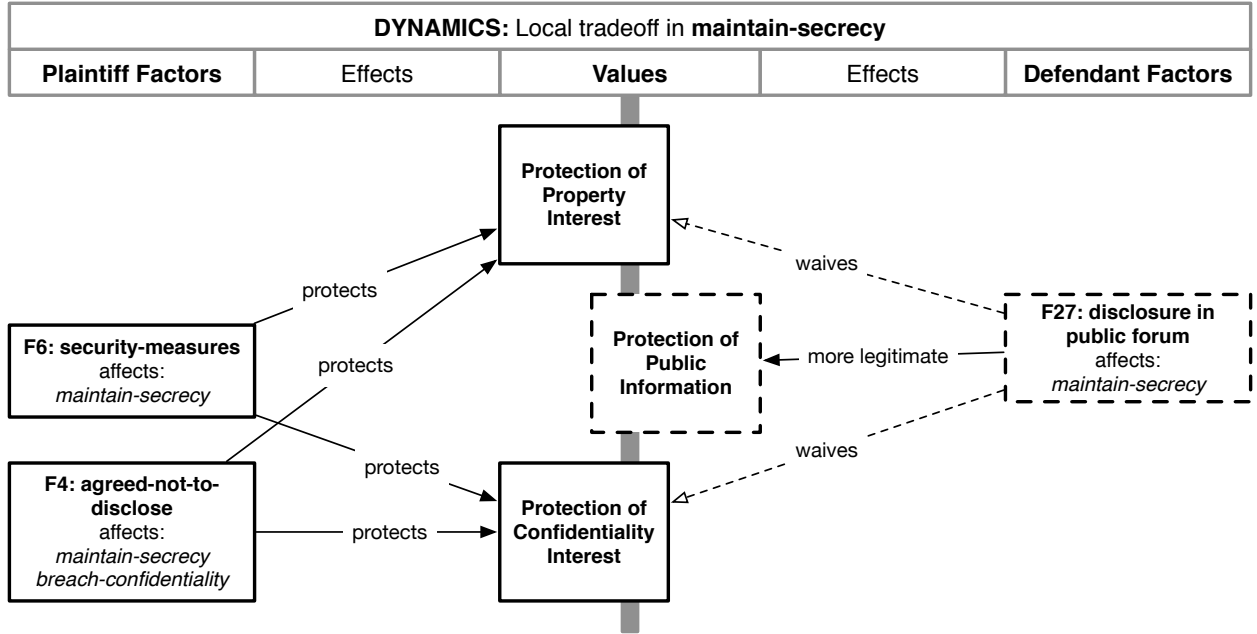 DYNAMICS: Local tradeoff in maintain-secrecy
Plaintiff Factors
Effects
Values
Effects
Defendant Factors
Protection of
Property
Interest
protects
waives
F6: security-measures
affects:
maintain-secrecy
protects
Protection of
Public
Information
more legitimate
F27: disclosure in
public forum
affects:
maintain-secrecy
protects
waives
F4: agreed-not-to-
disclose
affects:
maintain-secrecy
breach-confidentiality
protects
Protection of
Confidentiality
Interest